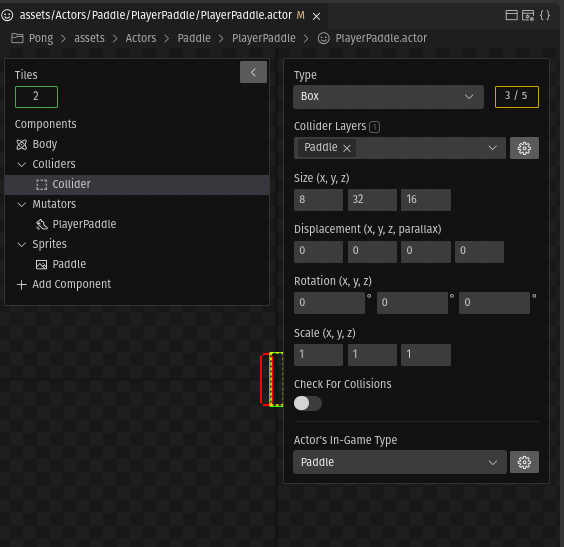 assets/Actors/Paddle/PlayerPaddle/PlayerPaddle.actor M
Pong > assets > Actors > Paddle > PlayerPaddle > PlayerPaddle.actor
Tiles
2
Components
Body
Colliders
Collider
Mutators
PlayerPaddle
Sprites
Paddle
Add Component
Type
Box
3 / 5
Collider Layers 1
Paddle
Size (x, y, z)
8 32 16
Displacement (x, y, z, parallax)
0 0 0 0
Rotation (x, y, z)
0 ° 0 ° 0 °
Scale (x, y, z)
1 1 1
Check For Collisions
Actor's In-Game Type
Paddle